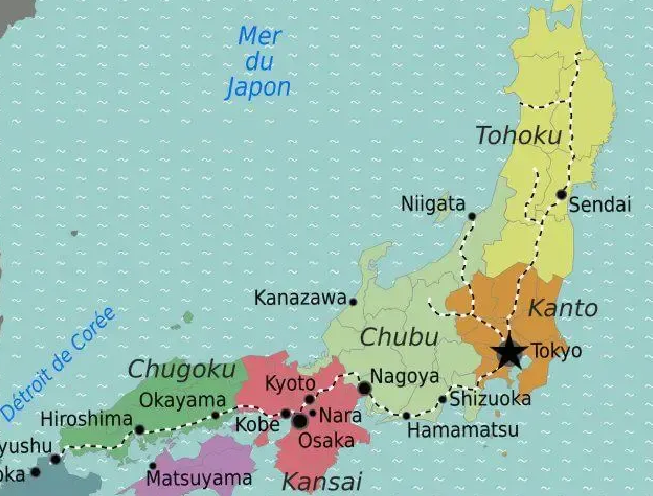 Mer
du
Japon
Tohoku
Niigata
Sendai
Kanazawa
Kanto
Détroit de Corée
Chubu
Tokyo
Chugoku
Kyoto
Nagoya
Okayama
Shizuoka
Hiroshima
Kobe
Nara
Hamamatsu
Osaka
yushu
oka
Matsuyama
Kansai